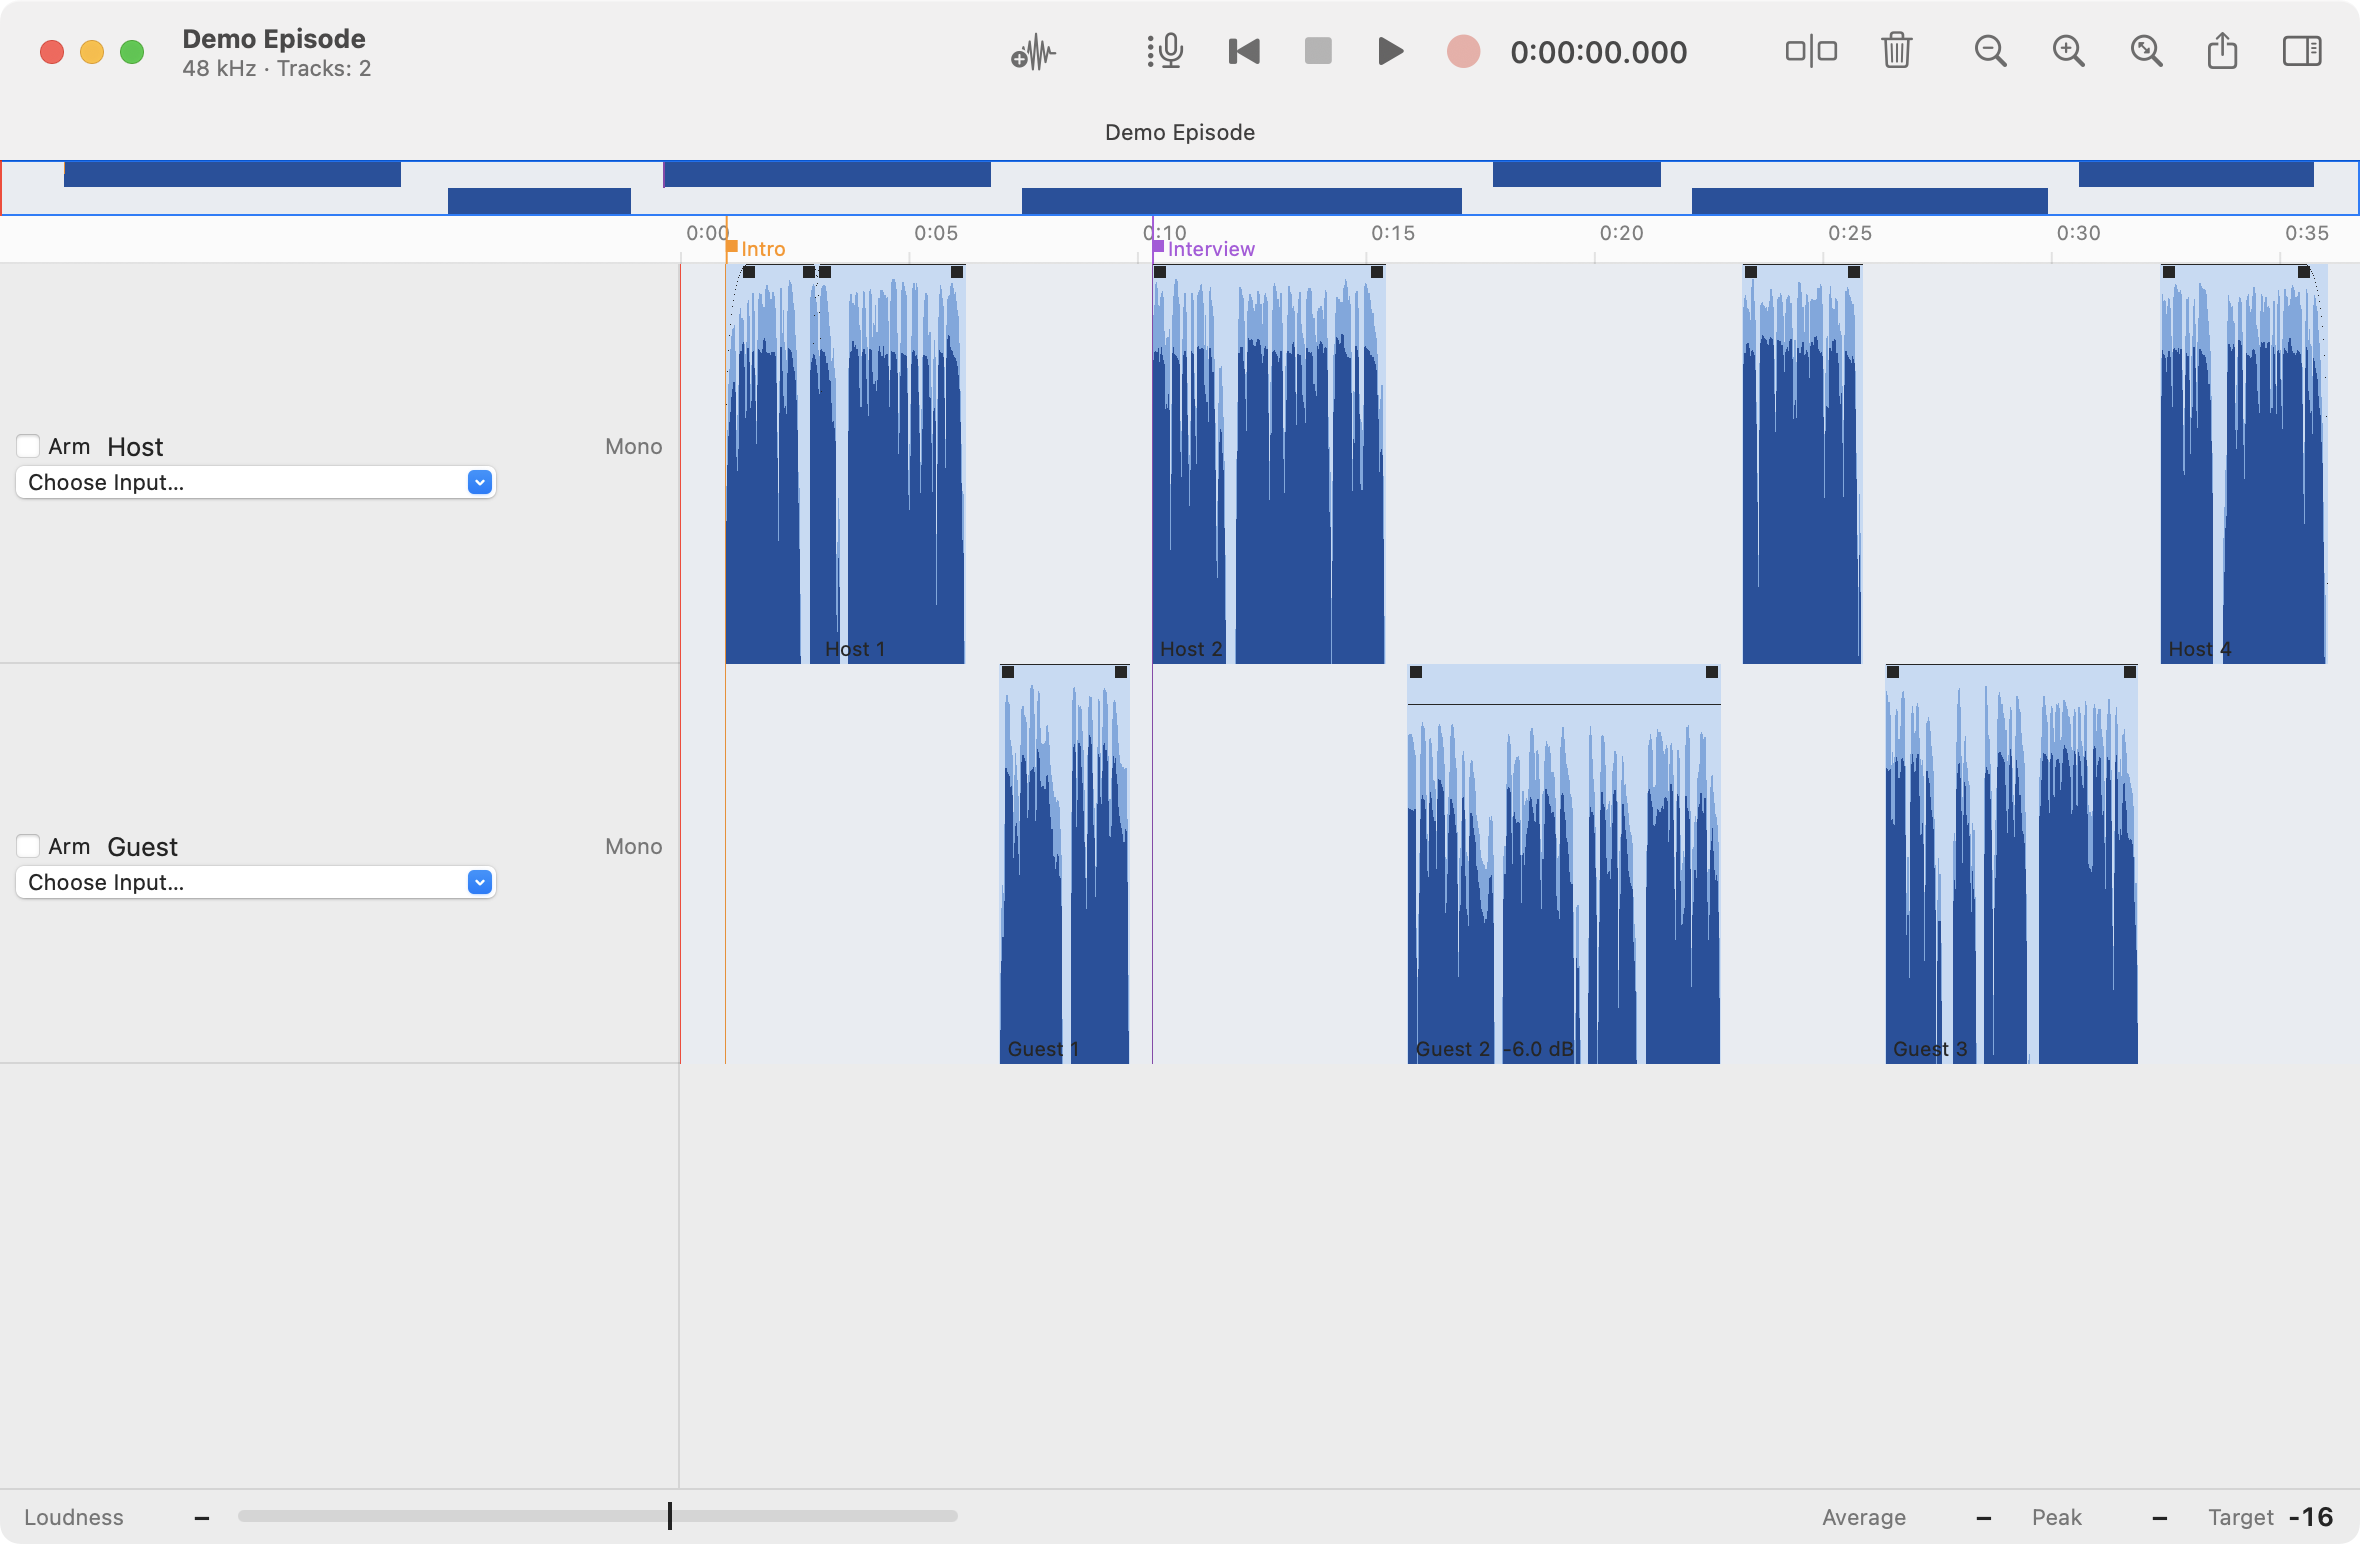 Demo Episode
48 kHz · Tracks: 2
0:00:00.000
Demo Episode
0:00 0:05 0:10 0:15 0:20 0:25 0:30 0:35
Intro Interview
Arm Host Mono
Choose Input...
Host 1 Host 2 Host 4
Arm Guest Mono
Choose Input...
Guest 1 Guest 2 -6.0 dB Guest 3
Loudness – Average – Peak – Target -16